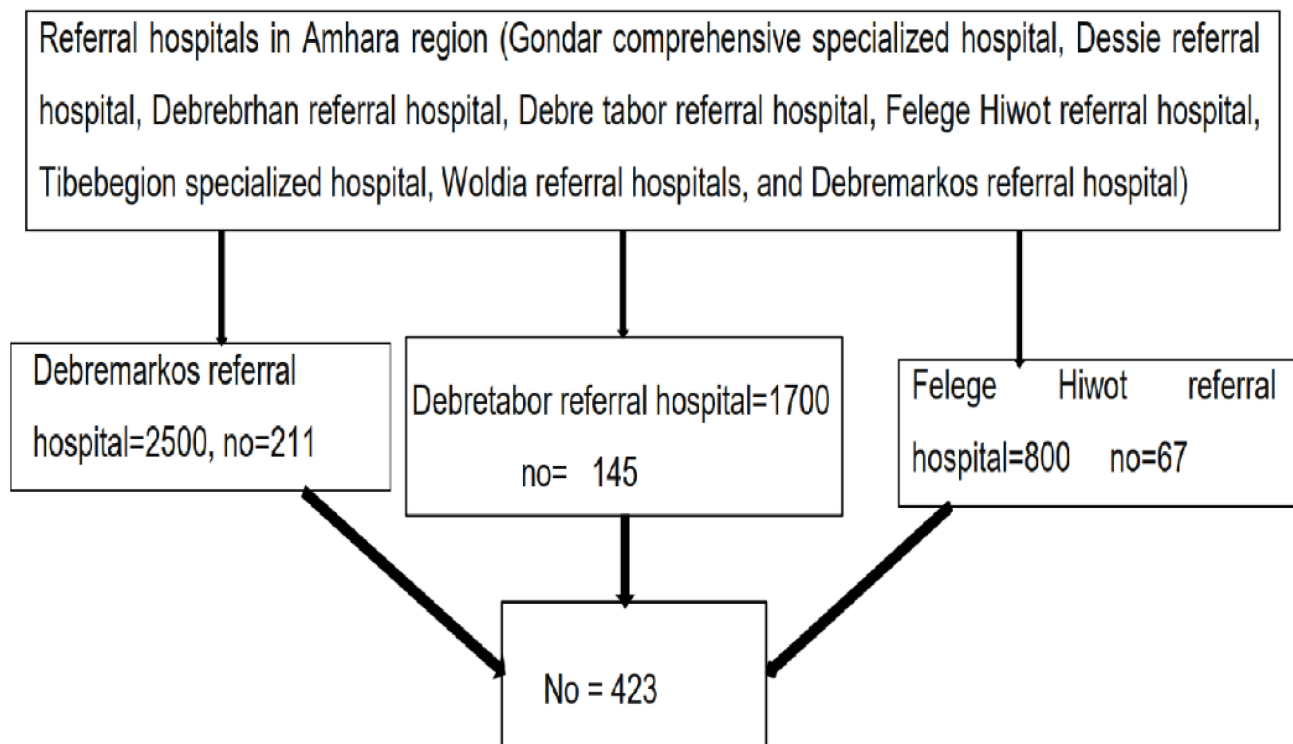 Referral hospitals in Amhara region (Gondar comprehensive specialized hospital, Dessie referral
hospital, Debrebrhan referral hospital, Debre tabor referral hospital, Felege Hiwot referral hospital,
Tibebegion specialized hospital, Woldia referral hospitals, and Debremarkos referral hospital)
Debremarkos referral
hospital=2500, no=211
Debretabor referral hospital=1700
no= 145
Felege Hiwot referral
hospital=800 no=67
No = 423